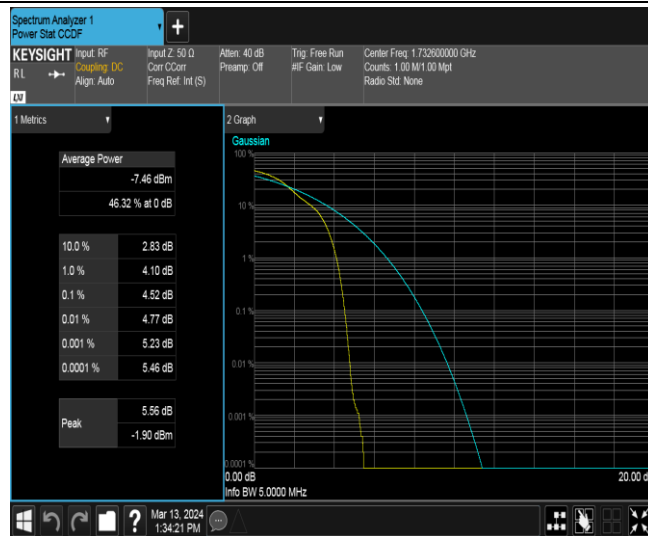 Spectrum Analyzer 1
Power Stat CCDF
+
KEYSIGHT
RL
LXI
Input: RF
Coupling: DC
Align: Auto
Input Z: 50 Ω
Corr CCorr
Freq Ref: Int (S)
Atten: 40 dB
Preamp: Off
Trig: Free Run
#IF Gain: Low
Center Freq: 1.732600000 GHz
Counts: 1.00 M/1.00 Mpt
Radio Std: None
1 Metrics
Average Power
-7.46 dBm
46.32 % at 0 dB
10.0 % 2.83 dB
1.0 % 4.10 dB
0.1 % 4.52 dB
0.01 % 4.77 dB
0.001 % 5.23 dB
0.0001 % 5.46 dB
Peak
5.56 dB
-1.90 dBm
2 Graph
Gaussian
100 %
10 %
1 %
0.1 %
0.01 %
0.001 %
0.0001 %
0.00 dB
20.00 d
Info BW 5.0000 MHz
?
Mar 13, 2024
1:34:21 PM